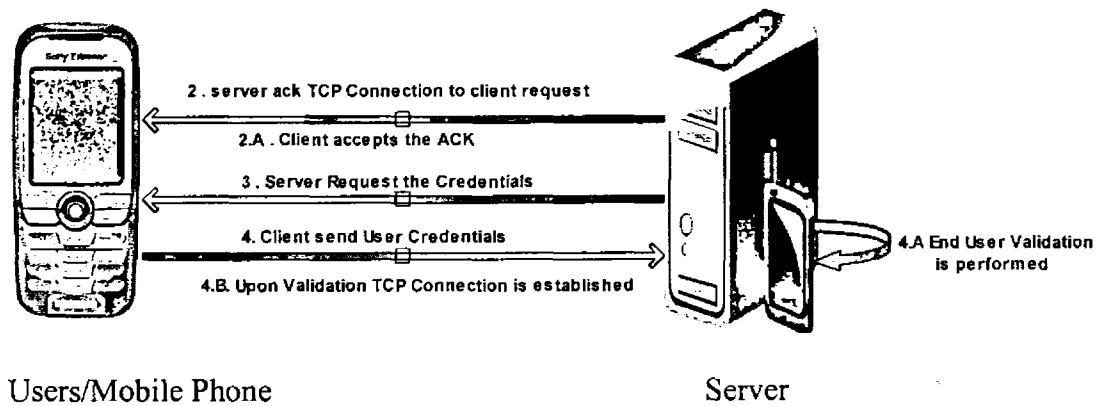 2 . server ack TCP Connection to client request
2.A . Client accepts the ACK
3 . Server Request the Credentials
4. Client send User Credentials
4.B. Upon Validation TCP Connection is established
4.A End User Validation
is performed
Users/Mobile Phone
Server